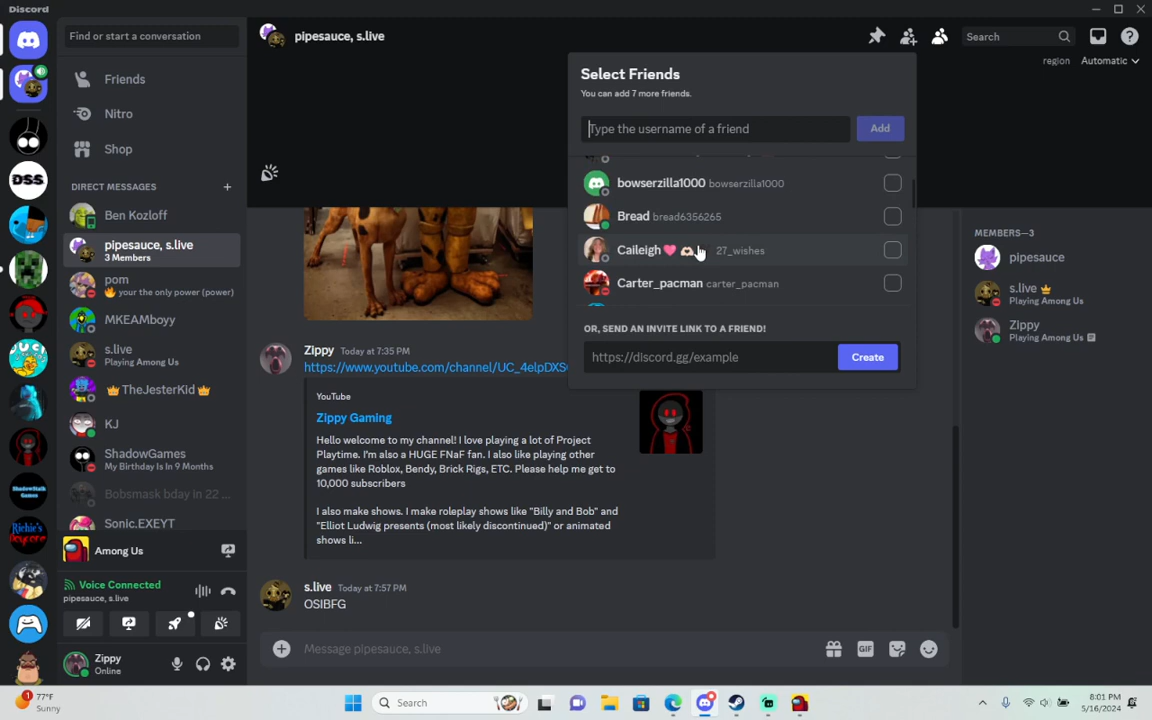 Discord
Find or start a conversation
Friends
Nitro
Shop
DIRECT MESSAGES
Ben Kozloff
pipesauce, s.live
3 Members
pom
your the only power (power)
MKEAMboyy
s.live
Playing Among Us
TheJesterKid
KJ
ShadowGames
My Birthday Is In 9 Months
Bobsmask bday in 22 ...
Sonic.EXEYT
Among Us
Voice Connected
pipesauce, s.live
Zippy
Online
DSS
pipesauce, s.live
Search
region Automatic
Select Friends
You can add 7 more friends.
Type the username of a friend
Add
bowserzilla1000 bowserzilla1000
Bread bread6356265
Caileigh 27_wishes
Carter_pacman carter_pacman
OR, SEND AN INVITE LINK TO A FRIEND!
https://discord.gg/example
Create
Zippy Today at 7:35 PM
https://www.youtube.com/channel/UC_4elpDXS
YouTube
Zippy Gaming
Hello welcome to my channel! I love playing a lot of Project
Playtime. I'm also a HUGE FNaF fan. I also like playing other
games like Roblox, Bendy, Brick Rigs, ETC. Please help me get to
10,000 subscribers
I also make shows. I make roleplay shows like "Billy and Bob" and
"Elliot Ludwig presents (most likely discontinued)" or animated
shows li...
s.live Today at 7:57 PM
OSIBFG
Message pipesauce, s.live
GIF
MEMBERS—3
pipesauce
s.live
Playing Among Us
Zippy
Playing Among Us
1
77°F
Sunny
Search
8:01 PM
5/16/2024